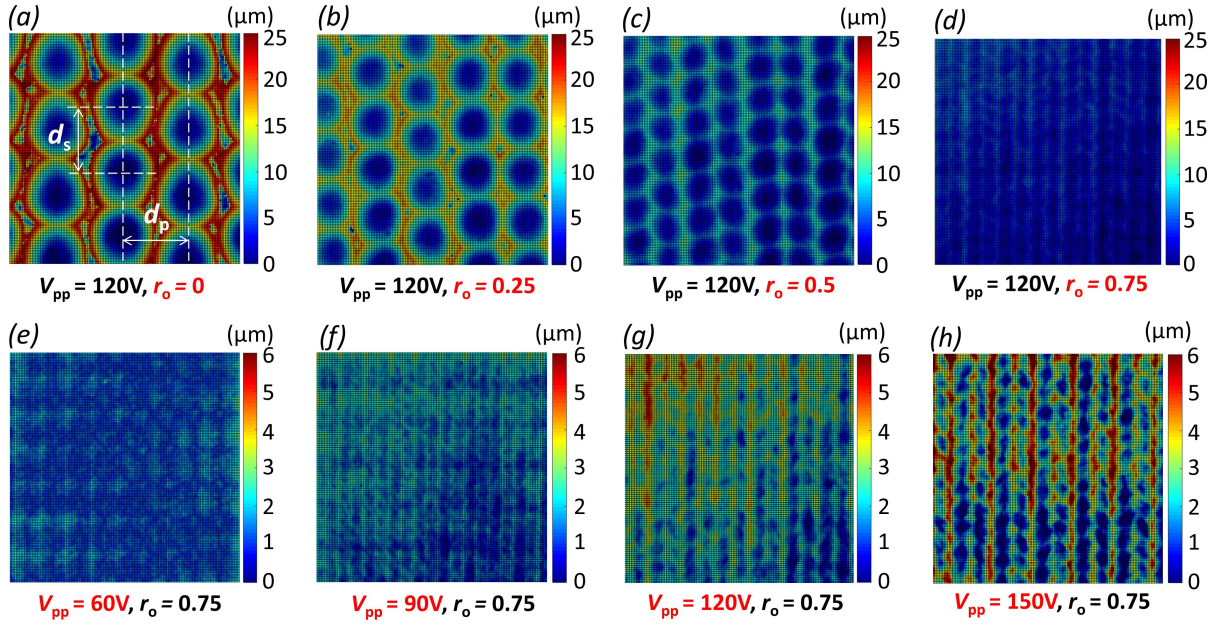 (a) (μm) (b) (μm) (c) (μm) (d) (μm)
25 25 25 25
20 20 20 20
15 15 15 15
10 10 10 10
5 5 5 5
0 0 0 0
dₛ
dₚ
Vpp = 120V, ro = 0 Vpp = 120V, ro = 0.25 Vpp = 120V, ro = 0.5 Vpp = 120V, ro = 0.75
(e) (μm) (f) (μm) (g) (μm) (h) (μm)
6 6 6 6
5 5 5 5
4 4 4 4
3 3 3 3
2 2 2 2
1 1 1 1
0 0 0 0
Vpp = 60V, ro = 0.75 Vpp = 90V, ro = 0.75 Vpp = 120V, ro = 0.75 Vpp = 150V, ro = 0.75